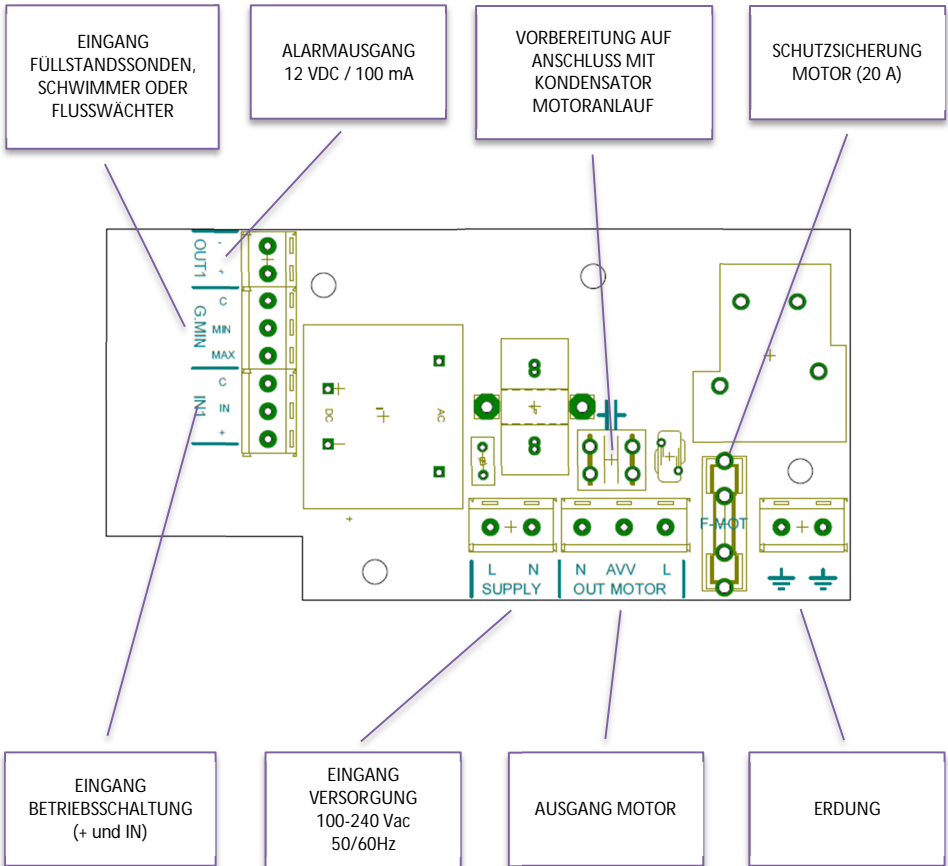 EINGANG
FÜLLSTANDSSONDEN,
SCHWIMMER ODER
FLUSSWÄCHTER
ALARMAUSGANG
12 VDC / 100 mA
VORBEREITUNG AUF
ANSCHLUSS MIT
KONDENSATOR
MOTORANLAUF
SCHUTZSICHERUNG
MOTOR (20 A)
OUT1
-
+
G.MIN
C
MIN
MAX
IN1
C
IN
+
DC
AC
F-MOT
L N
SUPPLY
N AVV L
OUT MOTOR
EINGANG
BETRIEBSSCHALTUNG
(+ und IN)
EINGANG
VERSORGUNG
100-240 Vac
50/60Hz
AUSGANG MOTOR
ERDUNG